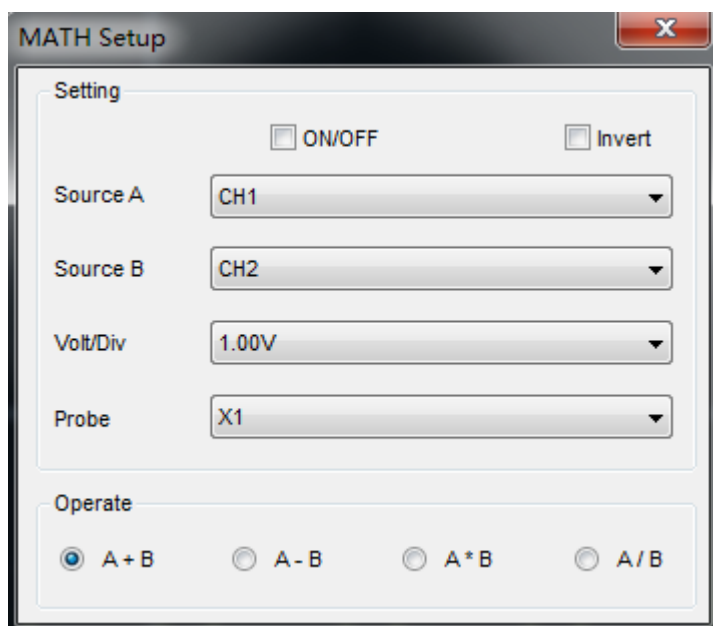 MATH Setup
Setting
ON/OFF Invert
Source A CH1
Source B CH2
Volt/Div 1.00V
Probe X1
Operate
A + B A - B A * B A / B